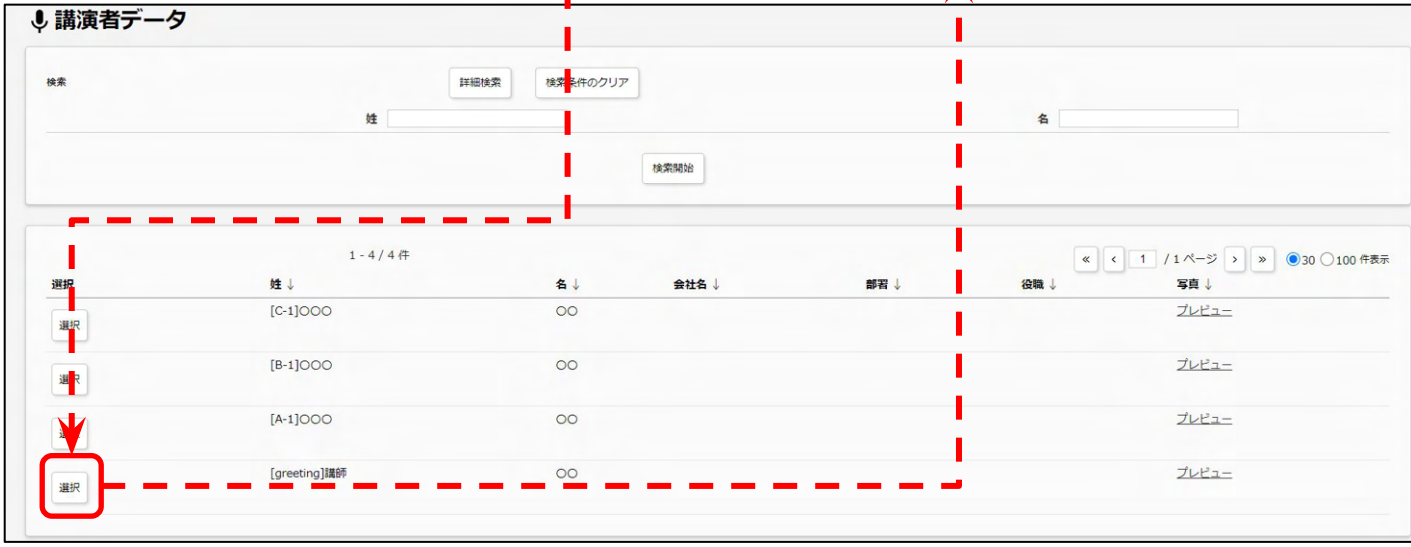 講演者データ
検索 詳細検索 検索条件のクリア
姓 名
検索開始
1 - 4 / 4 件 « ‹ 1 / 1 ページ › » 30 100 件表示
選択 姓 ↓ 名 ↓ 会社名 ↓ 部署 ↓ 役職 ↓ 写真 ↓
選択 [C-1]〇〇〇 〇〇 プレビュー
選択 [B-1]〇〇〇 〇〇 プレビュー
選択 [A-1]〇〇〇 〇〇 プレビュー
選択 [greeting]講師 〇〇 プレビュー